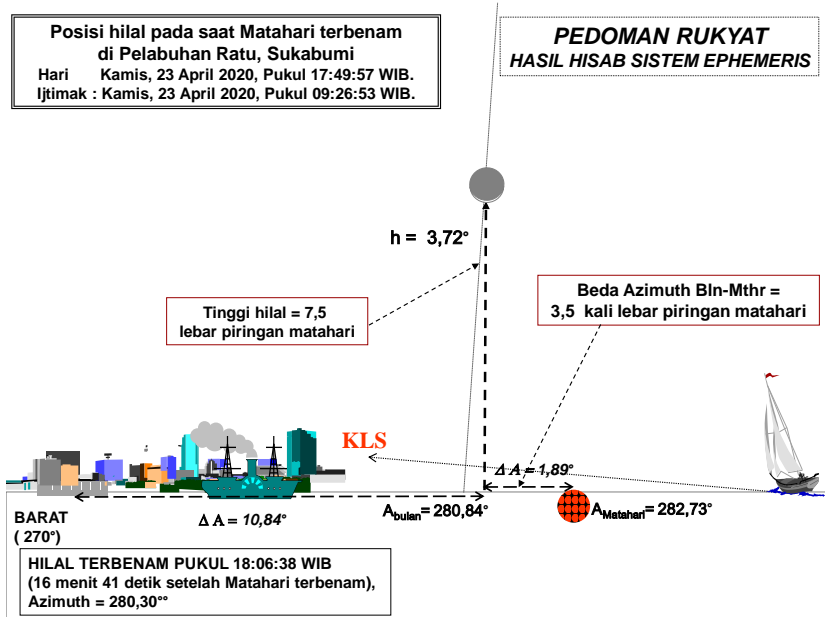 Posisi hilal pada saat Matahari terbenam
di Pelabuhan Ratu, Sukabumi
Hari Kamis, 23 April 2020, Pukul 17:49:57 WIB.
Ijtimak : Kamis, 23 April 2020, Pukul 09:26:53 WIB.
PEDOMAN RUKYAT
HASIL HISAB SISTEM EPHEMERIS
h = 3,72°
Tinggi hilal = 7,5
lebar piringan matahari
Beda Azimuth Bln-Mthr =
3,5 kali lebar piringan matahari
KLS
Δ A = 1,89°
BARAT
( 270°)
Δ A = 10,84°
A bulan = 280,84°
A Matahari = 282,73°
HILAL TERBENAM PUKUL 18:06:38 WIB
(16 menit 41 detik setelah Matahari terbenam),
Azimuth = 280,30°°